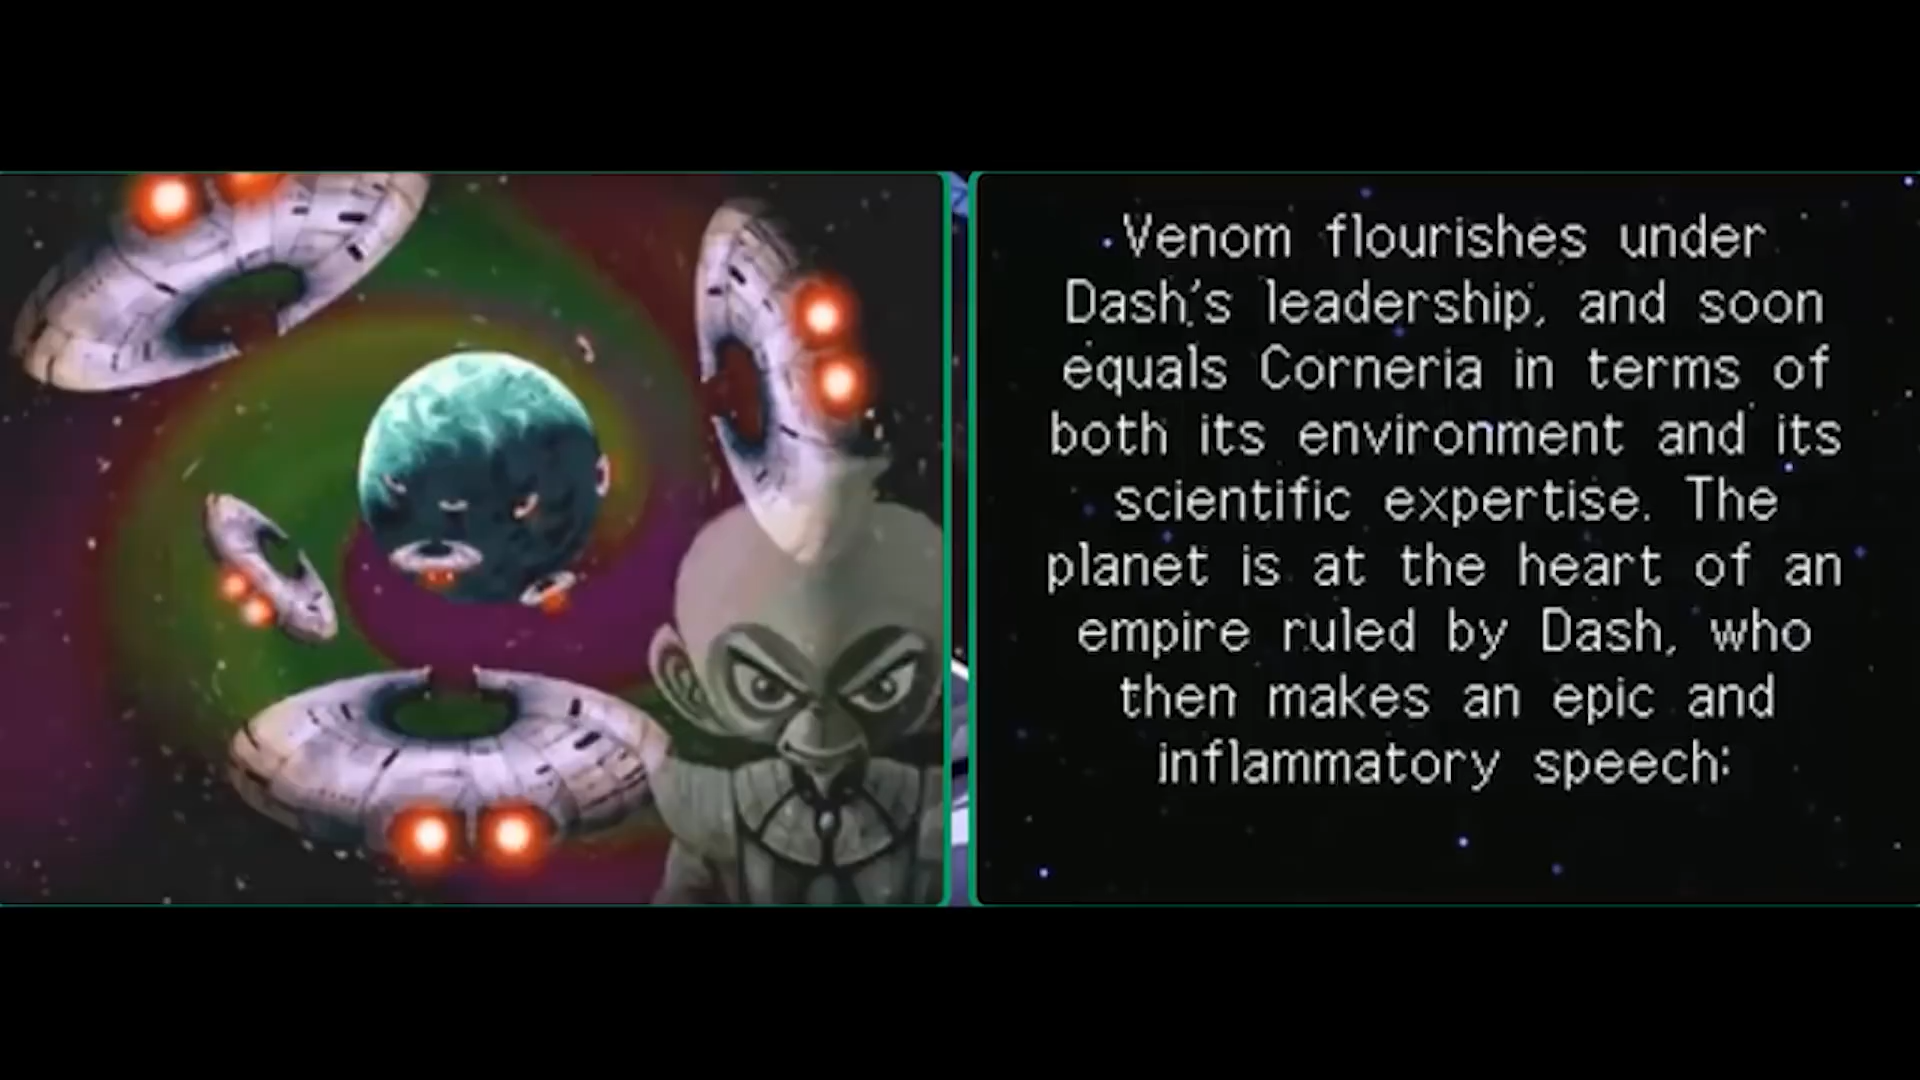 Venom flourishes under
Dash's leadership, and soon
equals Corneria in terms of
both its environment and its
scientific expertise. The
planet is at the heart of an
empire ruled by Dash, who
then makes an epic and
inflammatory speech: